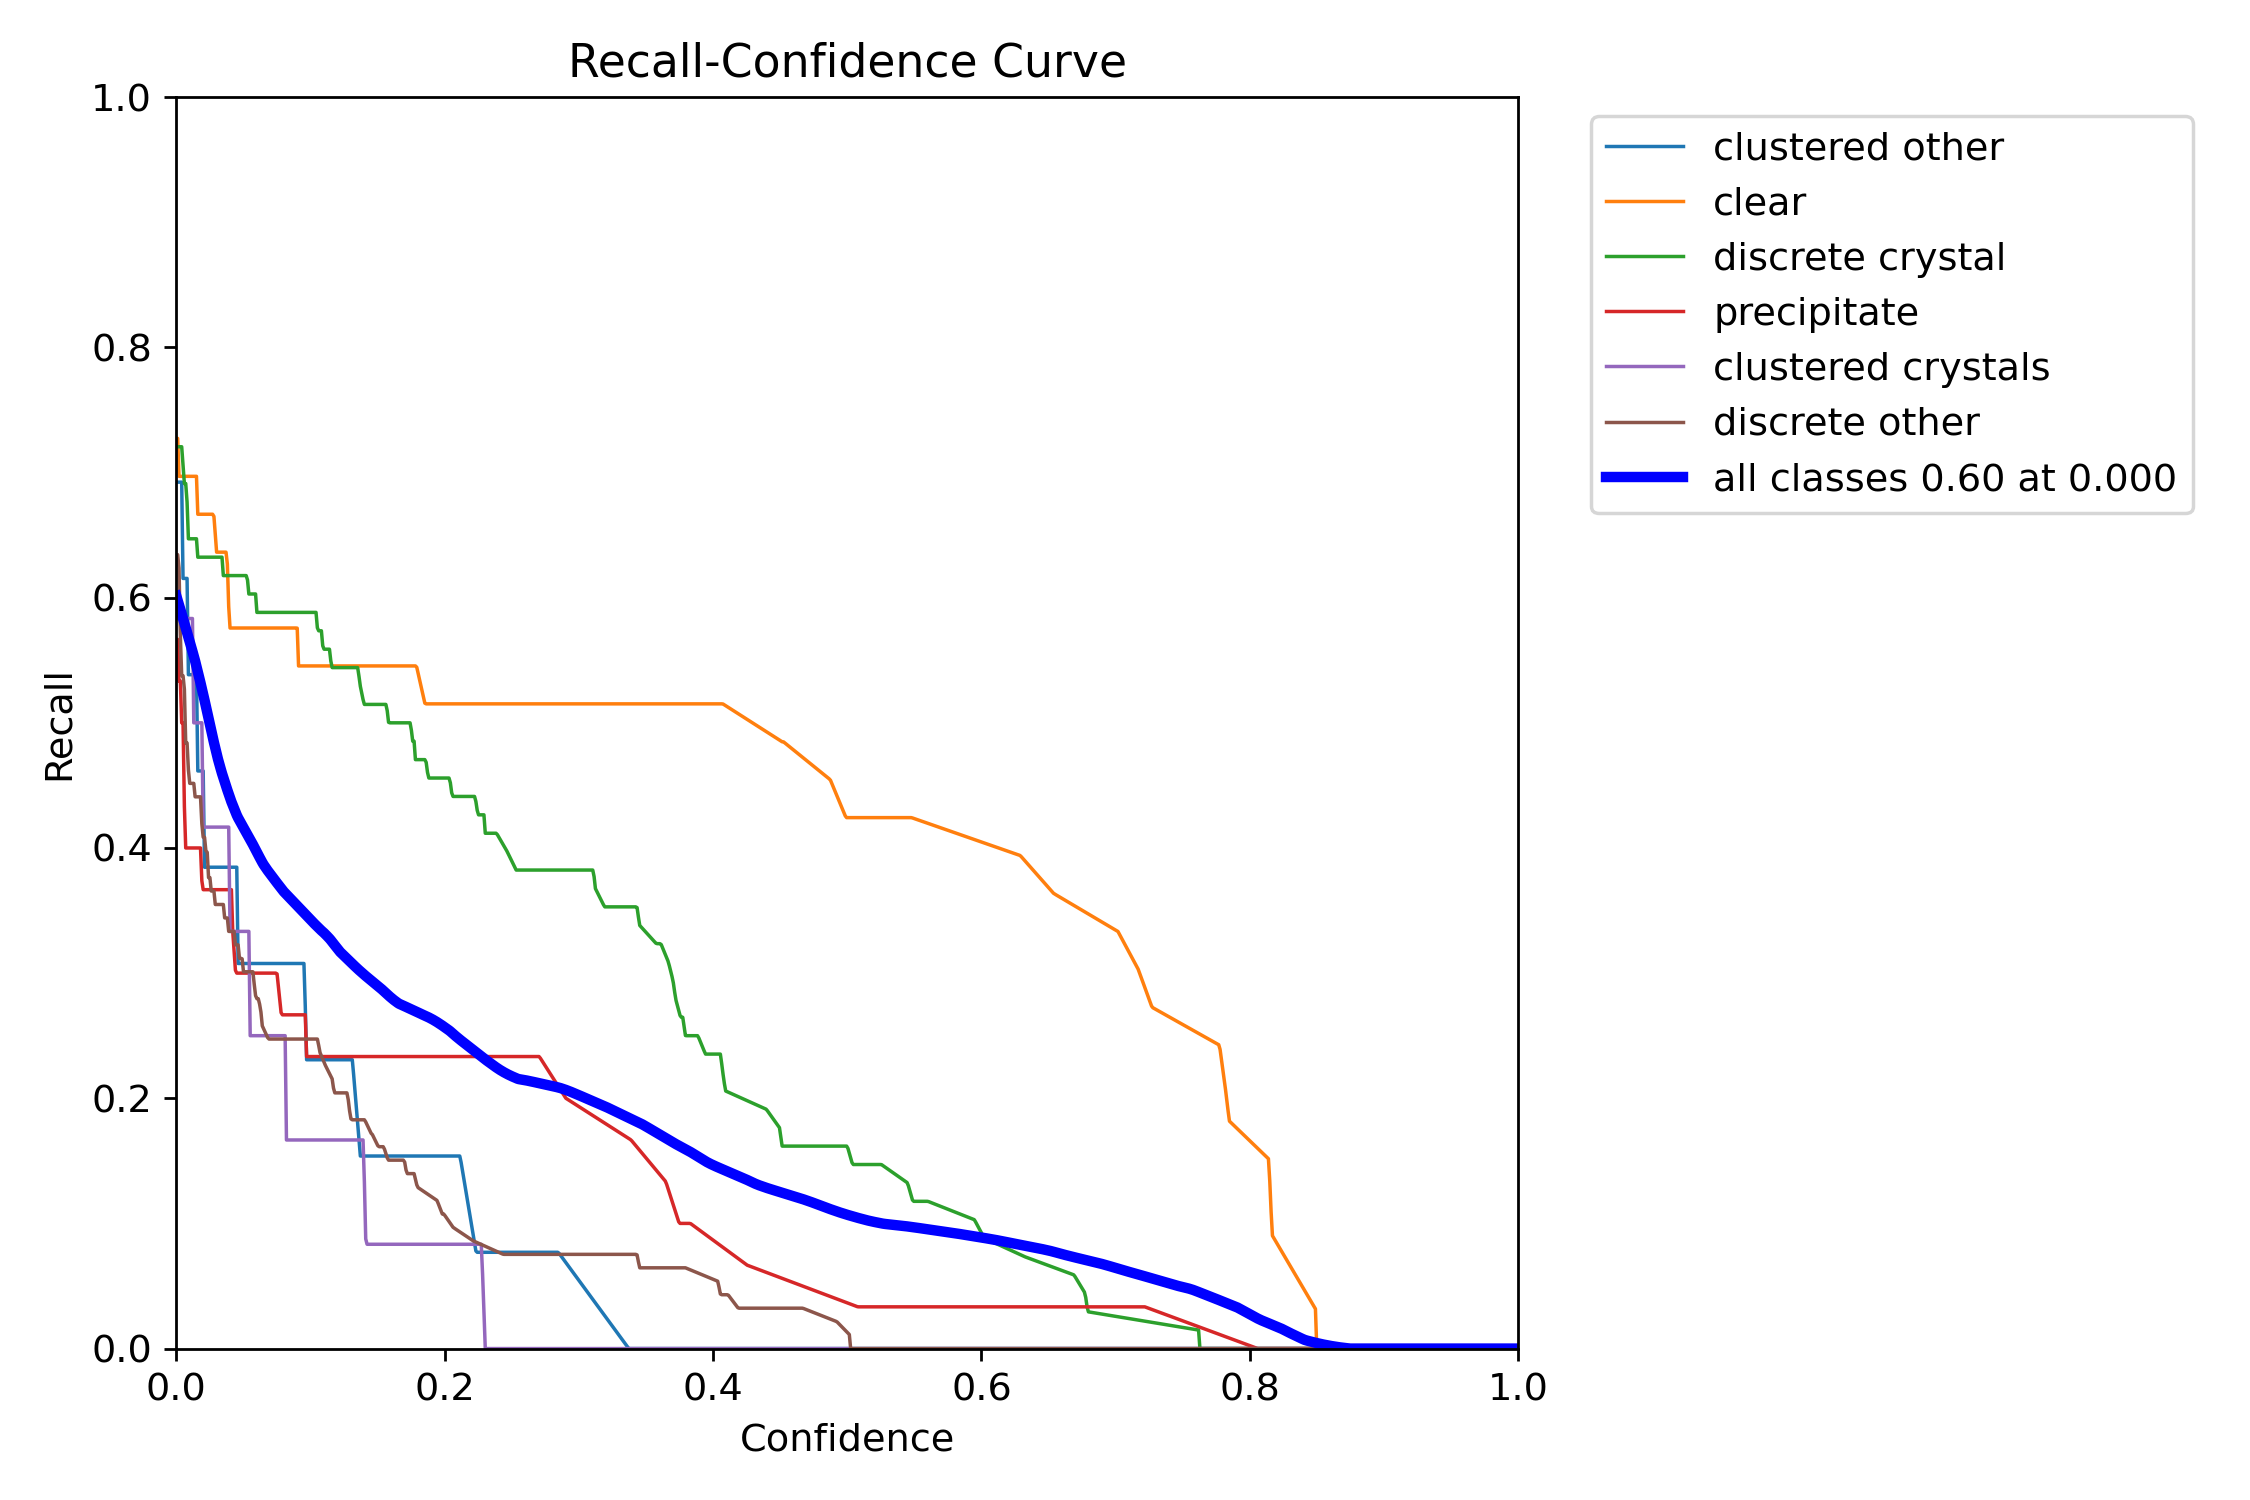 Recall-Confidence Curve
1.0
0.8
0.6
0.4
0.2
0.0
Recall
0.0 0.2 0.4 0.6 0.8 1.0
Confidence
clustered other
clear
discrete crystal
precipitate
clustered crystals
discrete other
all classes 0.60 at 0.000